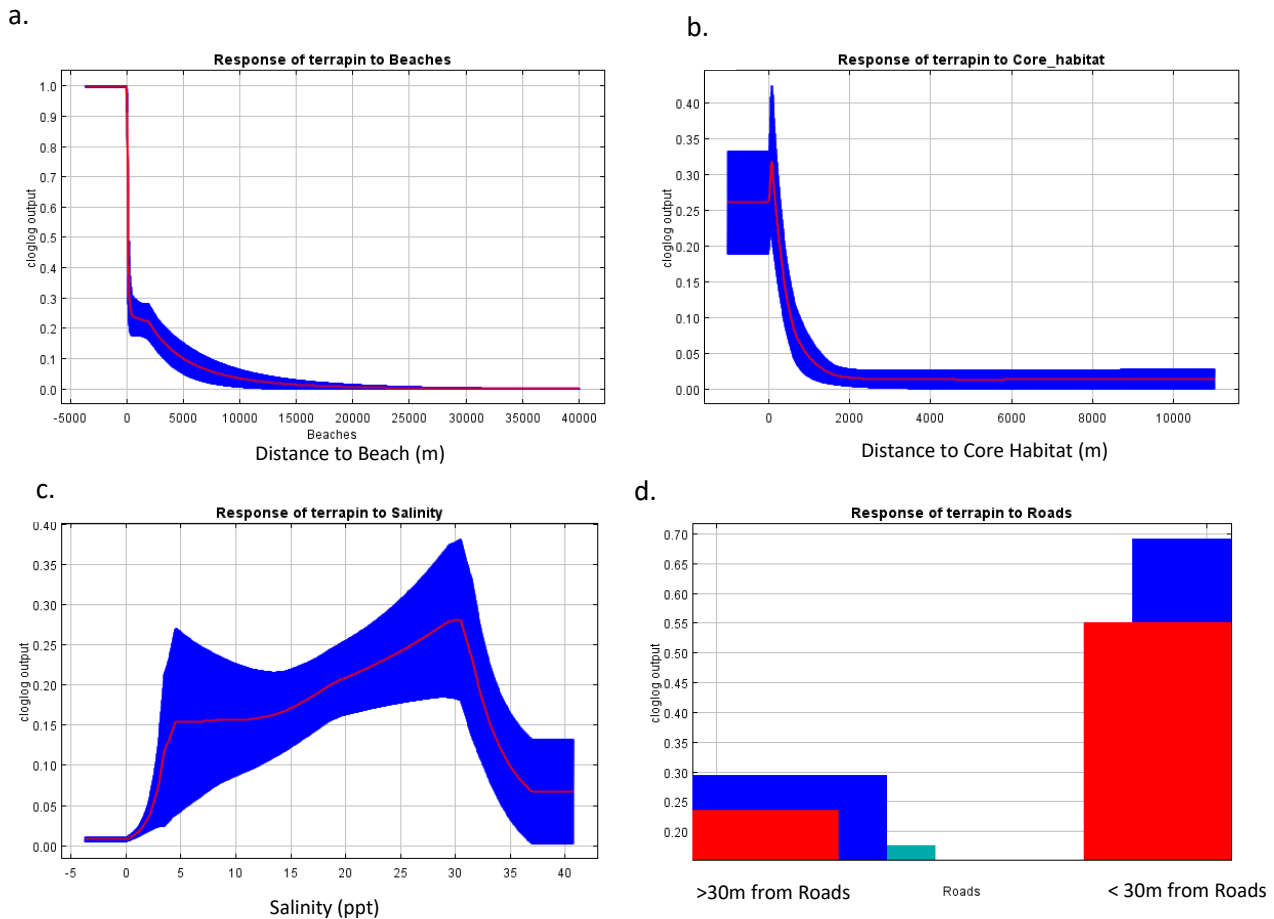 a.
Response of terrapin to Beaches
1.0
0.9
0.8
0.7
0.6
0.5
0.4
0.3
0.2
0.1
0.0
cloglog output
-5000 0 5000 10000 15000 20000 25000 30000 35000 40000
Beaches
Distance to Beach (m)
b.
Response of terrapin to Core_habitat
0.40
0.35
0.30
0.25
0.20
0.15
0.10
0.05
0.00
cloglog output
0 2000 4000 6000 8000 10000
Distance to Core Habitat (m)
c.
Response of terrapin to Salinity
0.40
0.35
0.30
0.25
0.20
0.15
0.10
0.05
0.00
cloglog output
-5 0 5 10 15 20 25 30 35 40
Salinity (ppt)
d.
Response of terrapin to Roads
0.70
0.65
0.60
0.55
0.50
0.45
0.40
0.35
0.30
0.25
0.20
cloglog output
>30m from Roads Roads < 30m from Roads